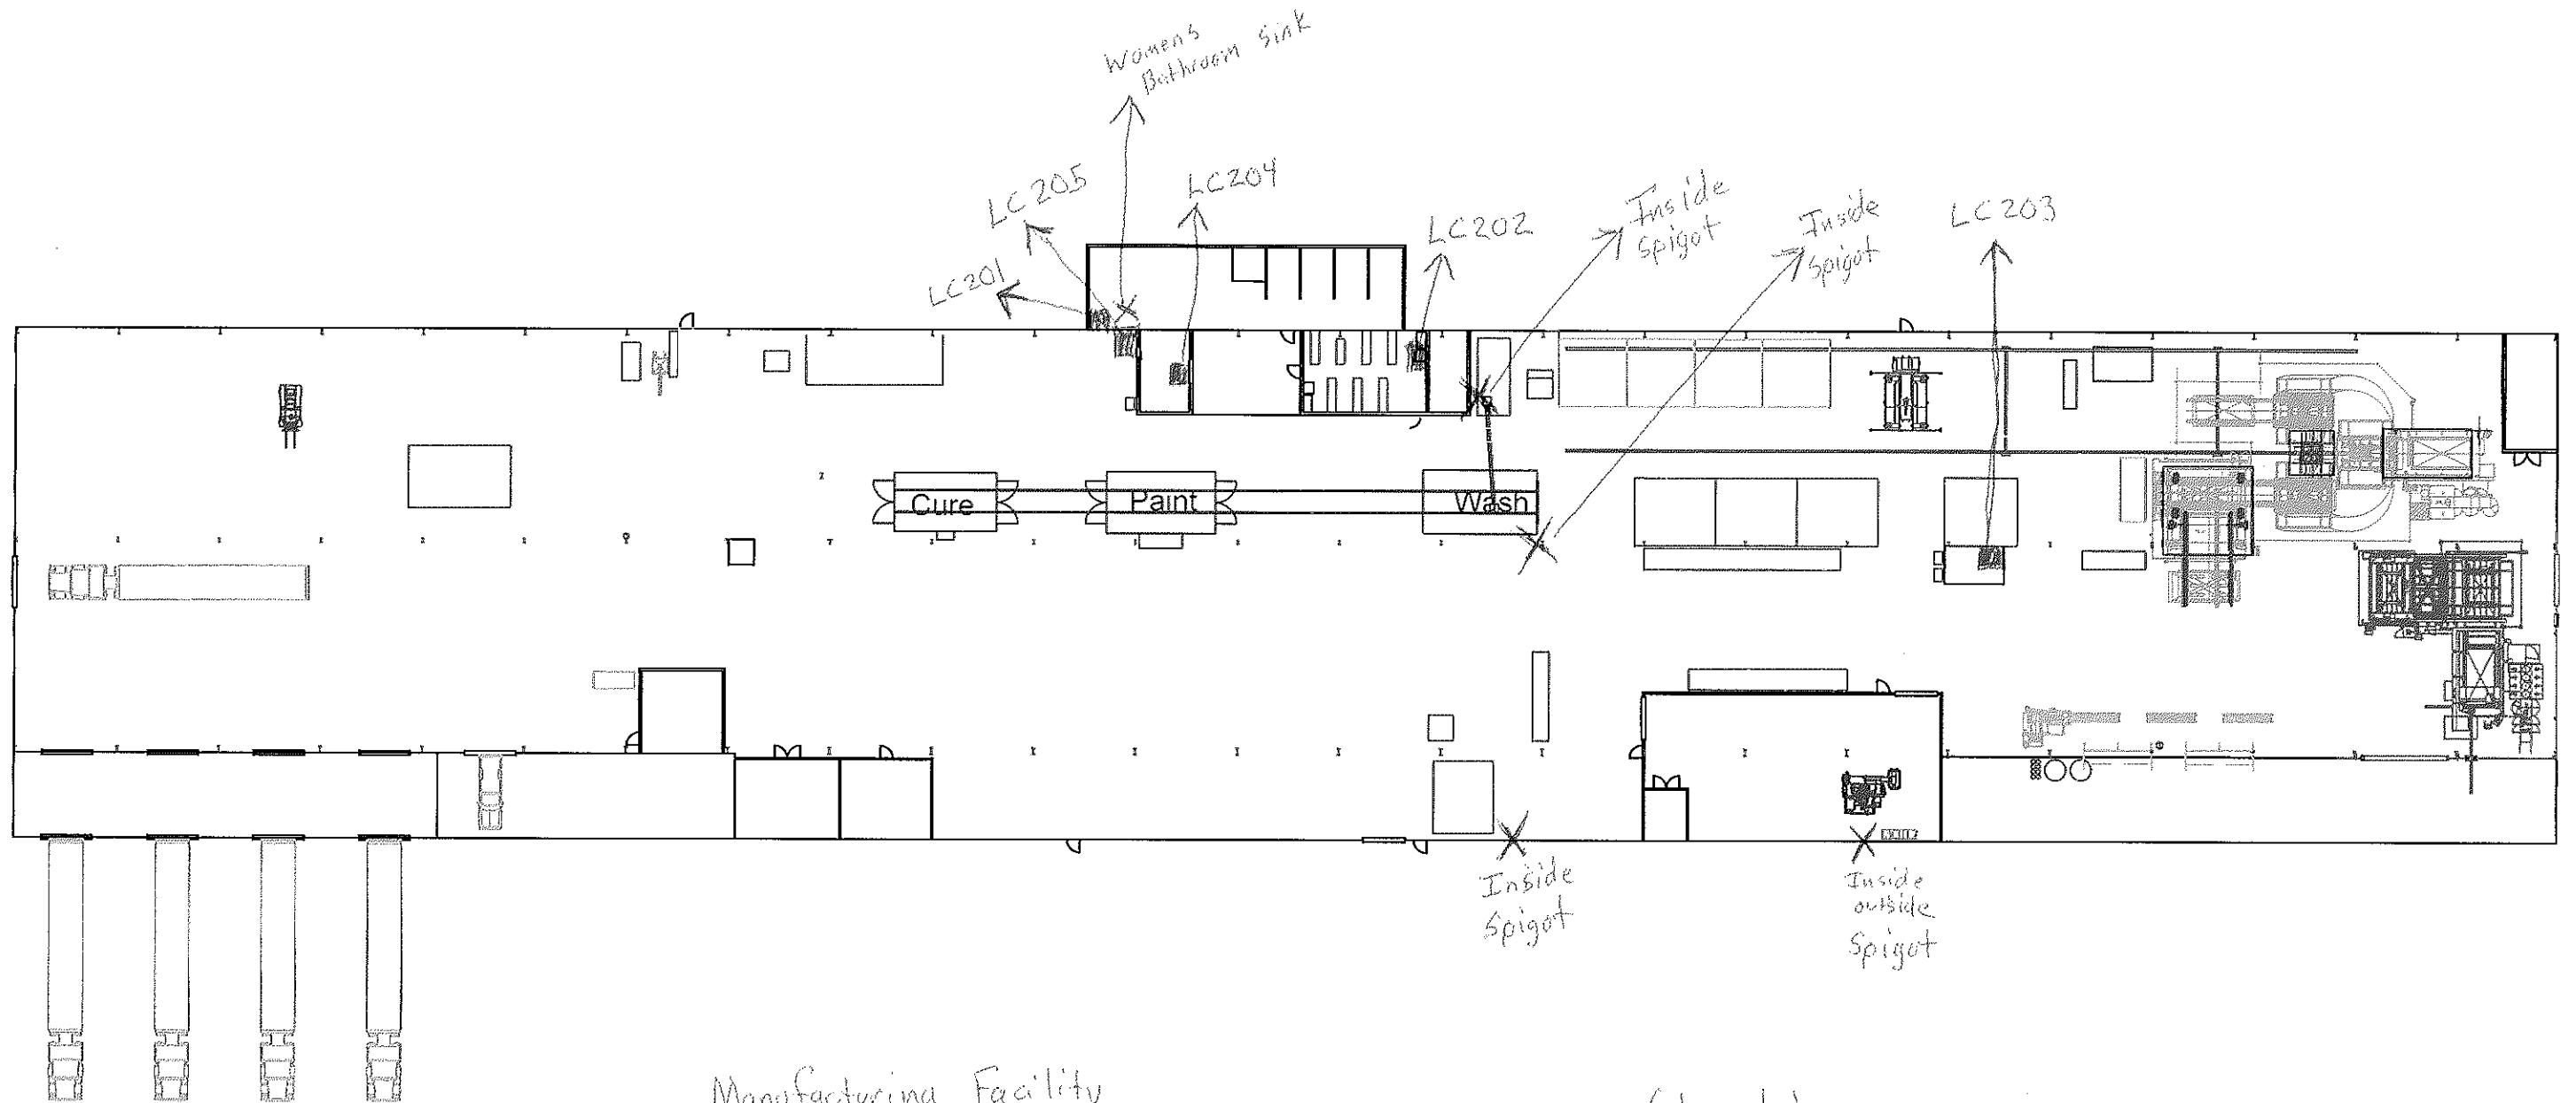 Womens
Bathroom Sink
LC205
LC204
Inside
Spigot
Inside
Spigot
LC203
LC202
LC201
Cure
Paint
Wash
Inside
Spigot
Inside
outside
Spigot
Manufacturing Facility